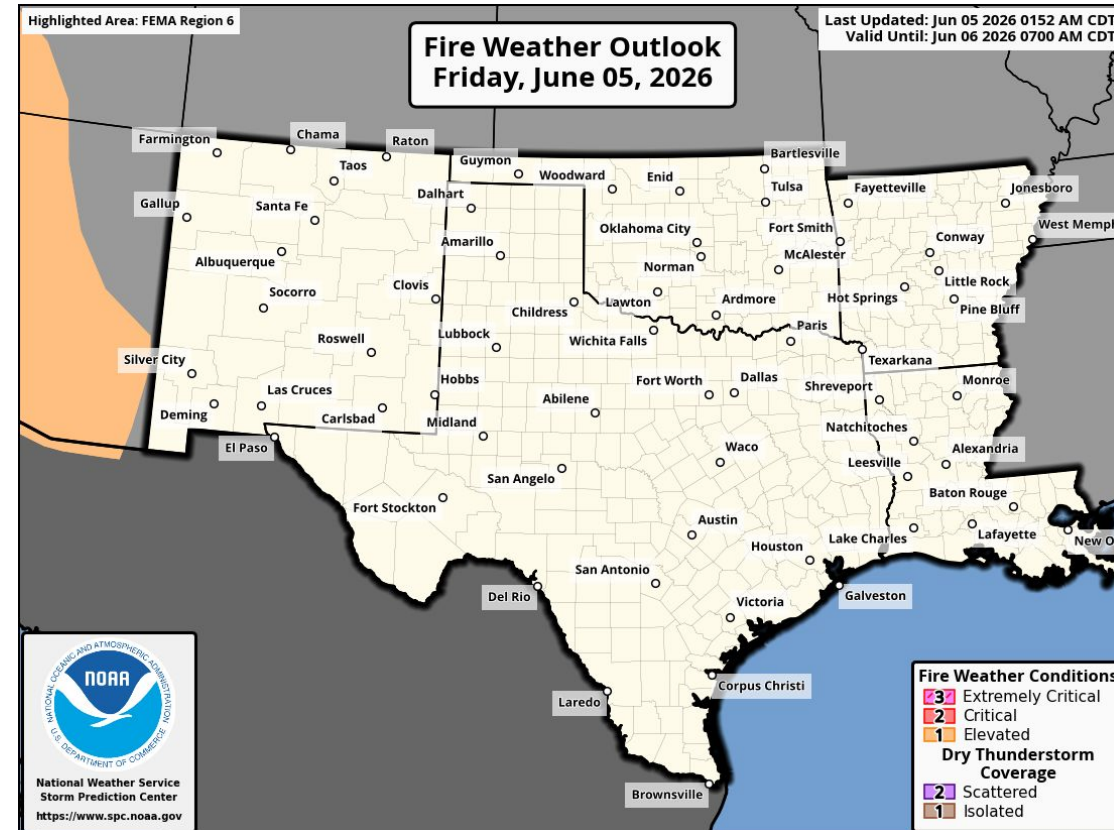 Highlighted Area: FEMA Region 6
Last Updated: Jun 05 2026 0152 AM CDT
Valid Until: Jun 06 2026 0700 AM CDT
Fire Weather Outlook
Friday, June 05, 2026
Farmington
Chama
Raton
Taos
Guymon
Woodward
Enid
Bartlesville
Tulsa
Fayetteville
Jonesboro
Gallup
Santa Fe
Dalhart
Albuquerque
Amarillo
Oklahoma City
Norman
Fort Smith
McAlester
Conway
West Memph
Socorro
Clovis
Childress
Lawton
Ardmore
Hot Springs
Little Rock
Pine Bluff
Roswell
Lubbock
Wichita Falls
Paris
Texarkana
Silver City
Las Cruces
Hobbs
Fort Worth
Dallas
Shreveport
Monroe
Deming
Carlsbad
Midland
Abilene
Natchitoches
El Paso
San Angelo
Waco
Leesville
Alexandria
Fort Stockton
Austin
Baton Rouge
Houston
Lake Charles
Lafayette
New O
Del Rio
San Antonio
Galveston
Victoria
Laredo
Corpus Christi
Brownsville
NATIONAL OCEANIC AND ATMOSPHERIC ADMINISTRATION
NOAA
U.S. DEPARTMENT OF COMMERCE
National Weather Service
Storm Prediction Center
https://www.spc.noaa.gov
Fire Weather Conditions
3 Extremely Critical
2 Critical
1 Elevated
Dry Thunderstorm
Coverage
2 Scattered
1 Isolated